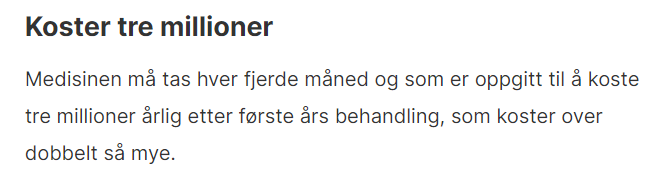 Koster tre millioner
Medisinen må tas hver fjerde måned og som er oppgitt til å koste
tre millioner årlig etter første års behandling, som koster over
dobbelt så mye.